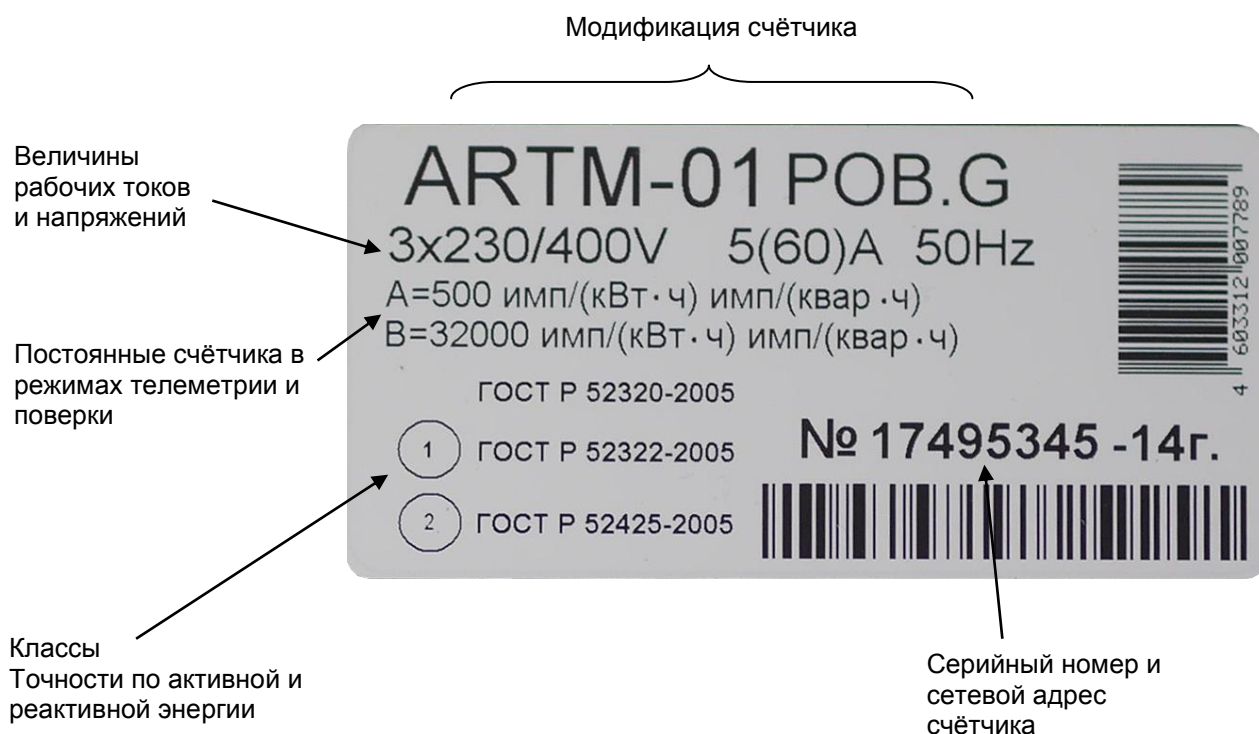 Модификация счётчика
Величины
рабочих токов
и напряжений
ARTM-01 POB.G
3x230/400V 5(60)A 50Hz
A=500 имп/(кВт·ч) имп/(квар·ч)
B=32000 имп/(кВт·ч) имп/(квар·ч)
4 603312 007789
Постоянные счётчика в
режимах телеметрии и
поверки
ГОСТ Р 52320-2005
1 ГОСТ Р 52322-2005
2 ГОСТ Р 52425-2005
№ 17495345 -14г.
Классы
Точности по активной и
реактивной энергии
Серийный номер и
сетевой адрес
счётчика